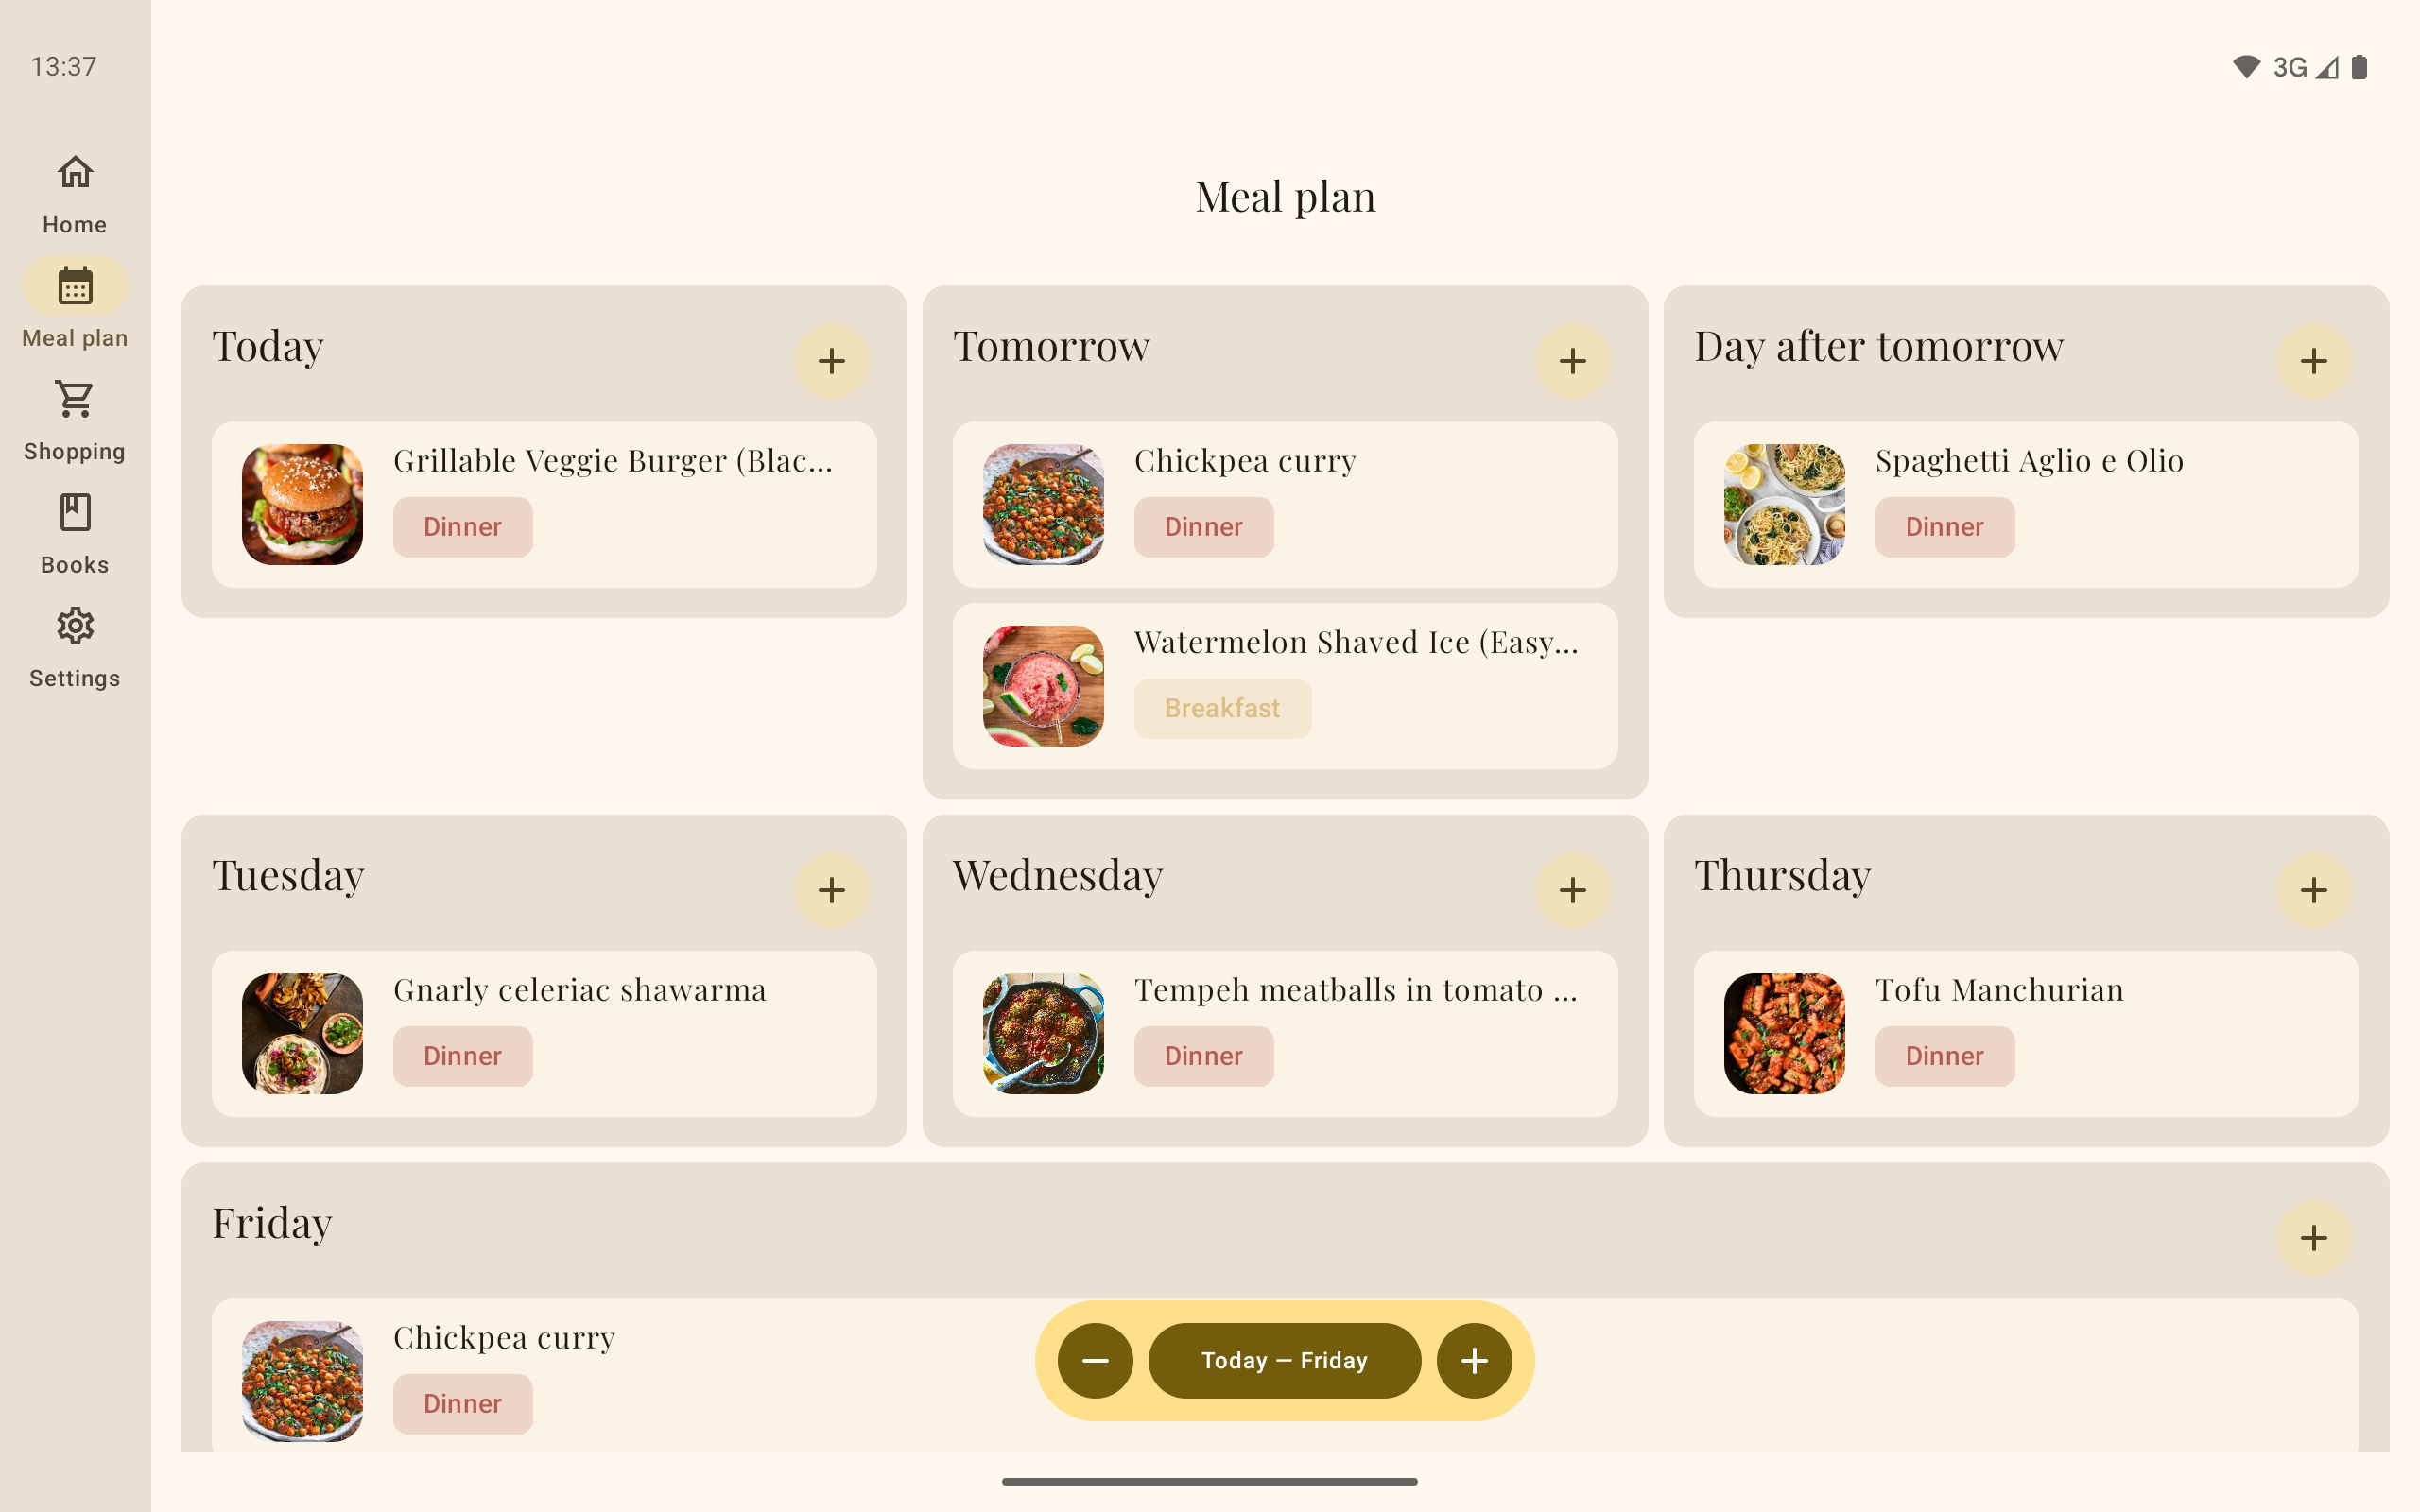 13:37
3G
Home
Meal plan
Shopping
Books
Settings
Meal plan
Today
Grillable Veggie Burger (Blac...
Dinner
Tomorrow
Chickpea curry
Dinner
Watermelon Shaved Ice (Easy...
Breakfast
Day after tomorrow
Spaghetti Aglio e Olio
Dinner
Tuesday
Gnarly celeriac shawarma
Dinner
Wednesday
Tempeh meatballs in tomato ...
Dinner
Thursday
Tofu Manchurian
Dinner
Friday
Chickpea curry
Dinner
Today – Friday